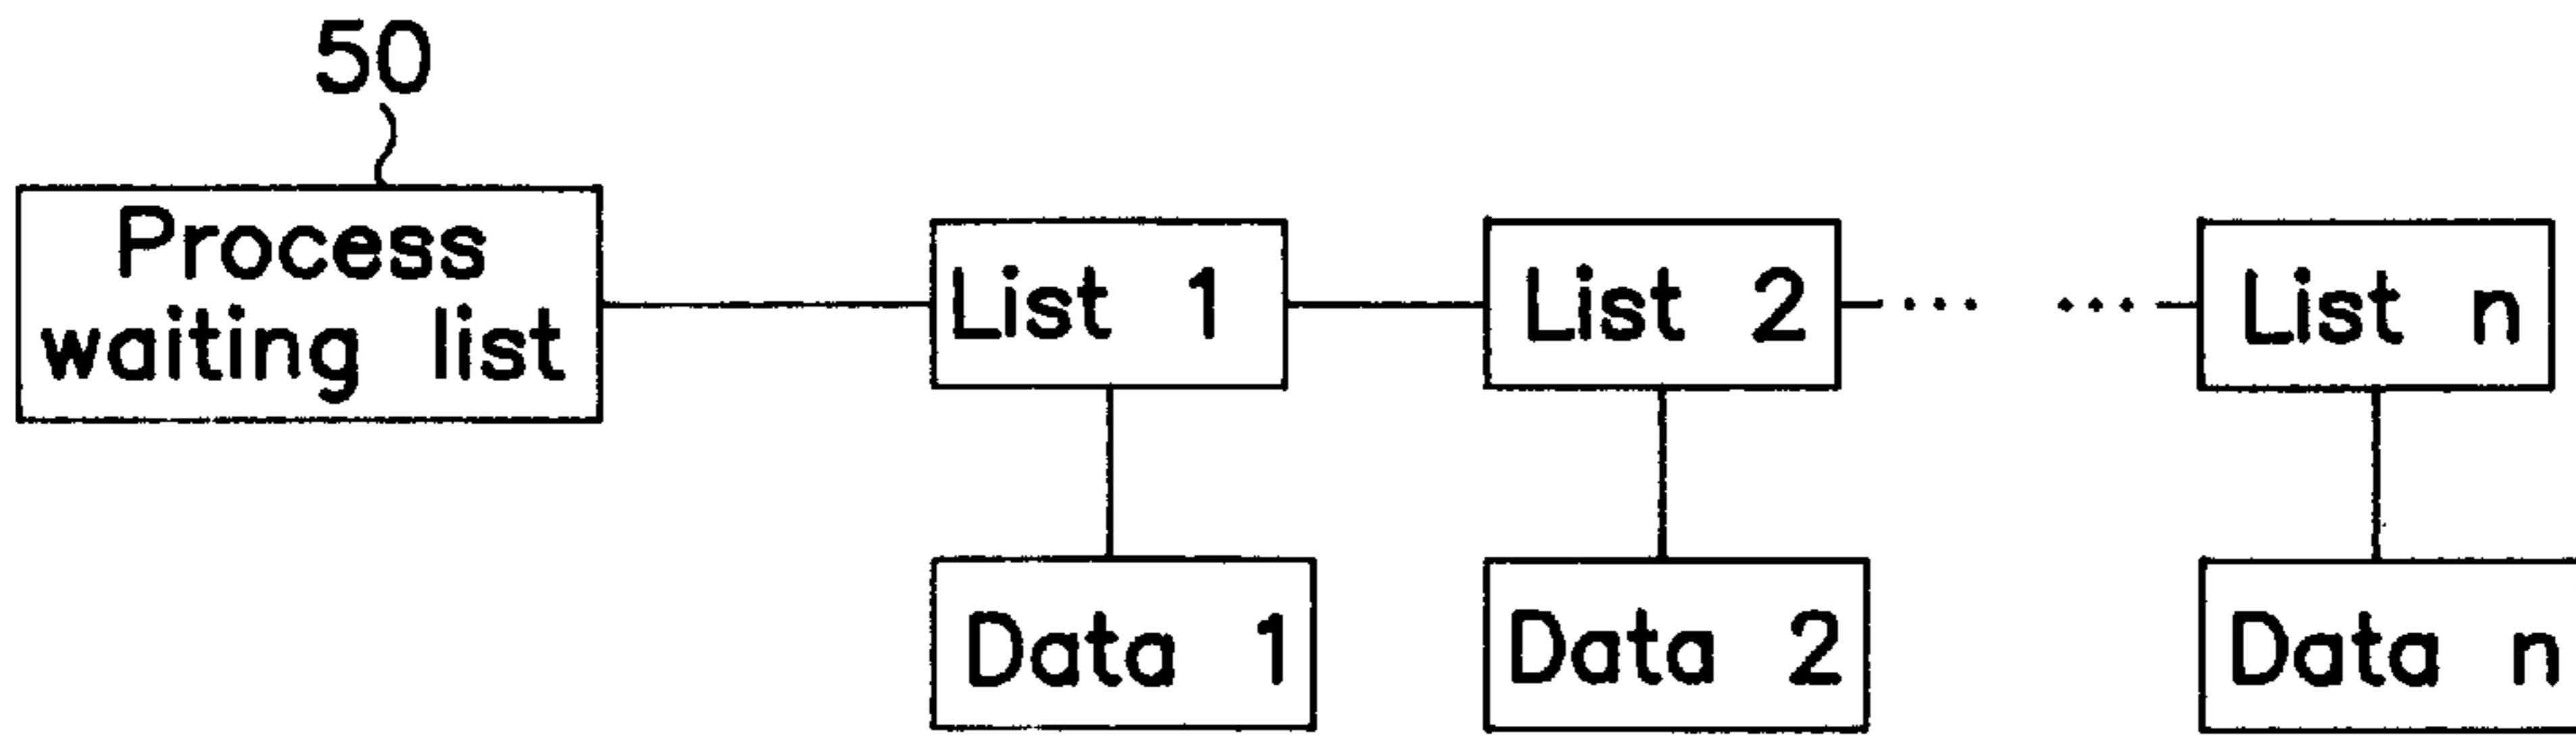 50
Process
waiting list
List 1
List 2
... ...
List n
Data 1
Data 2
Data n